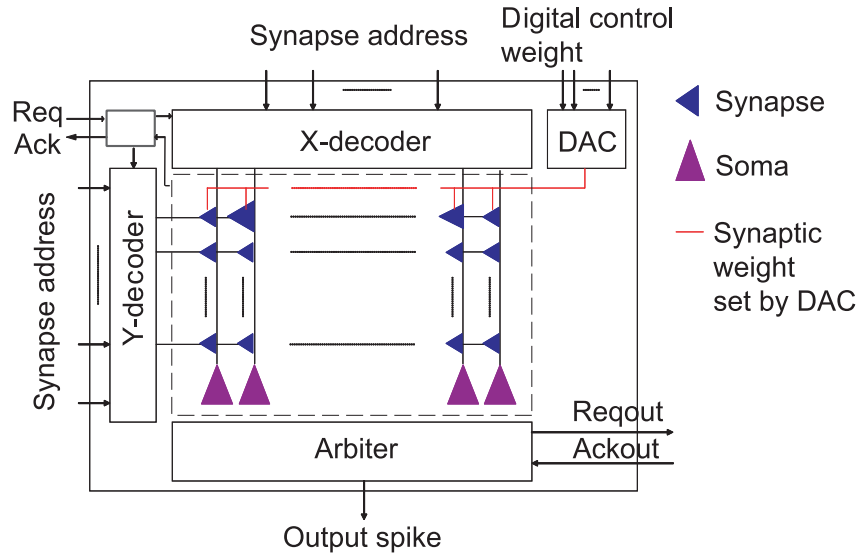 Synapse address
Digital control
weight
Req
Ack
X-decoder
DAC
Synapse
Soma
Synaptic
weight
set by DAC
Synapse address
Y-decoder
Reqout
Ackout
Arbiter
Output spike